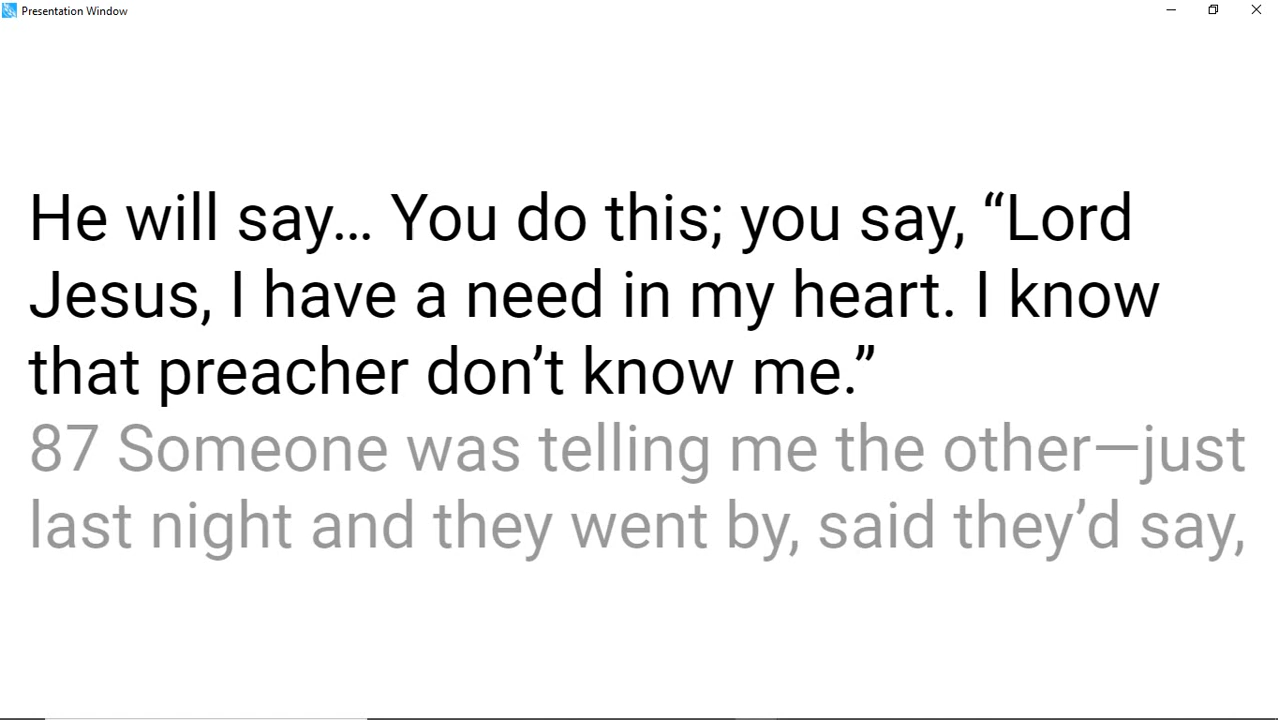 Presentation Window
He will say… You do this; you say, “Lord
Jesus, I have a need in my heart. I know
that preacher don’t know me.”
87 Someone was telling me the other—just
last night and they went by, said they’d say,